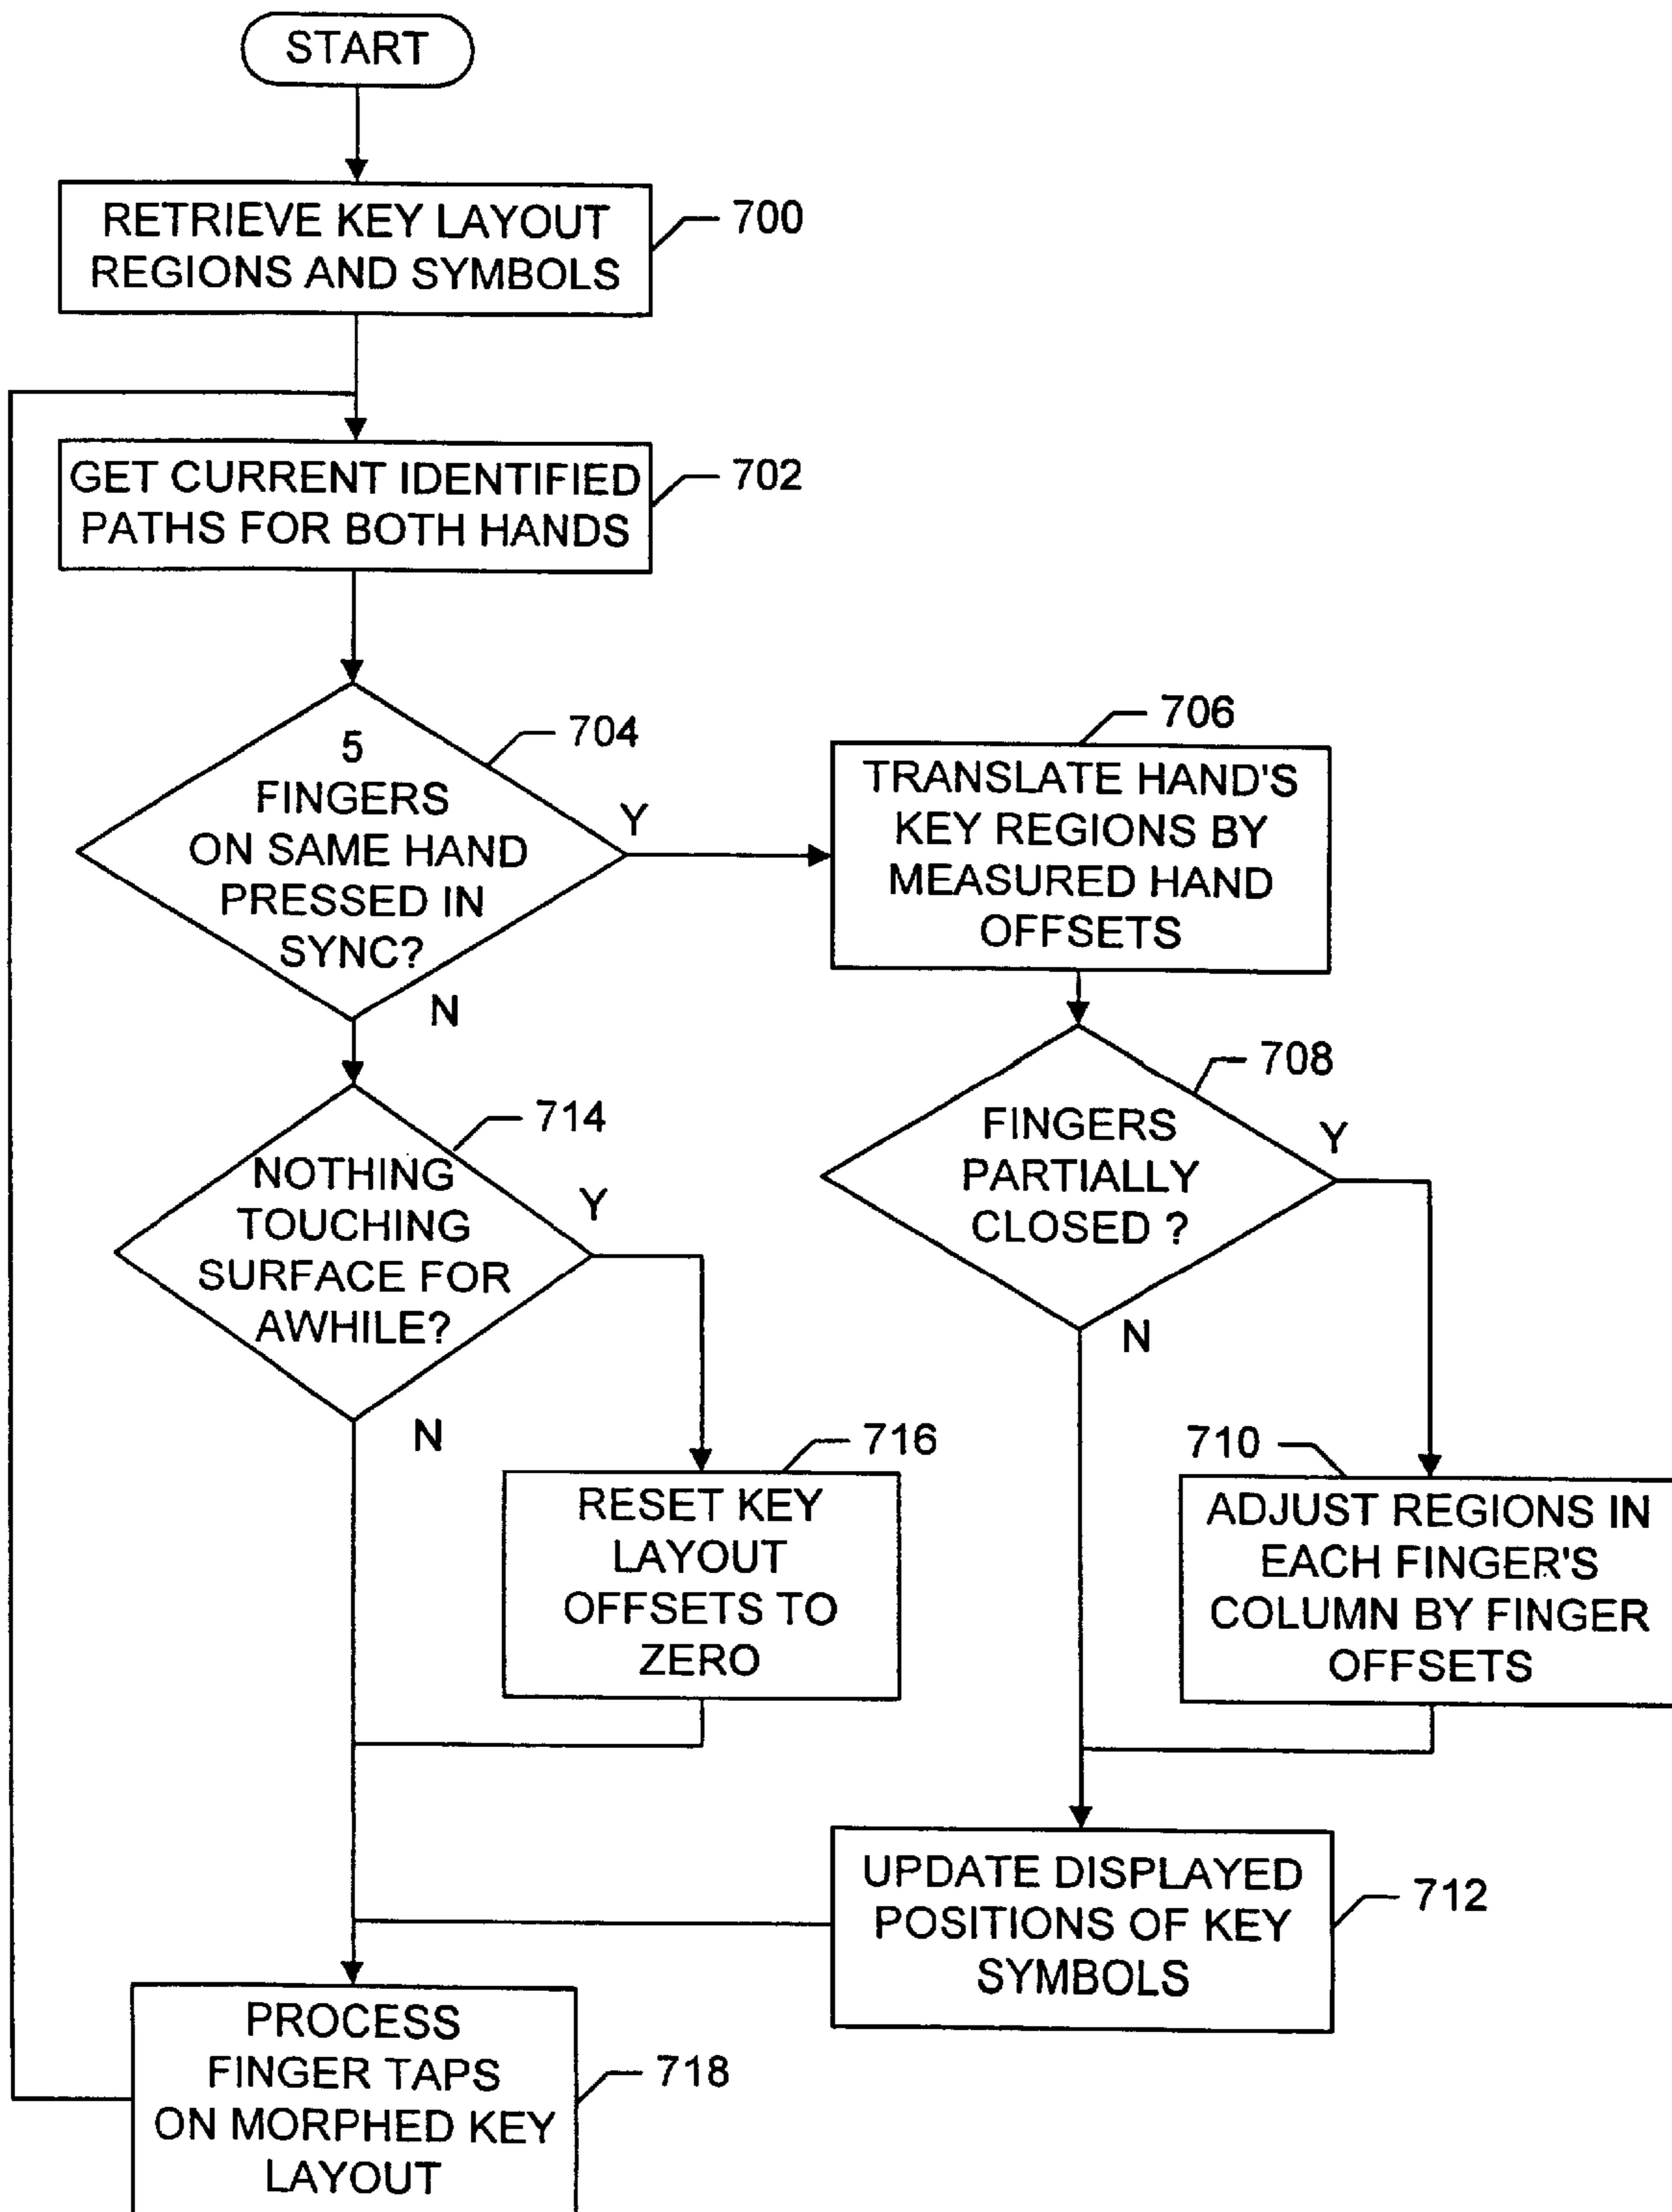 START
RETRIEVE KEY LAYOUT
REGIONS AND SYMBOLS
700
GET CURRENT IDENTIFIED
PATHS FOR BOTH HANDS
702
5
FINGERS
ON SAME HAND
PRESSED IN
SYNC?
704
Y
N
706
TRANSLATE HAND'S
KEY REGIONS BY
MEASURED HAND
OFFSETS
708
FINGERS
PARTIALLY
CLOSED ?
Y
N
714
NOTHING
TOUCHING
SURFACE FOR
AWHILE?
Y
N
716
RESET KEY
LAYOUT
OFFSETS TO
ZERO
710
ADJUST REGIONS IN
EACH FINGER'S
COLUMN BY FINGER
OFFSETS
UPDATE DISPLAYED
POSITIONS OF KEY
SYMBOLS
712
PROCESS
FINGER TAPS
ON MORPHED KEY
LAYOUT
718